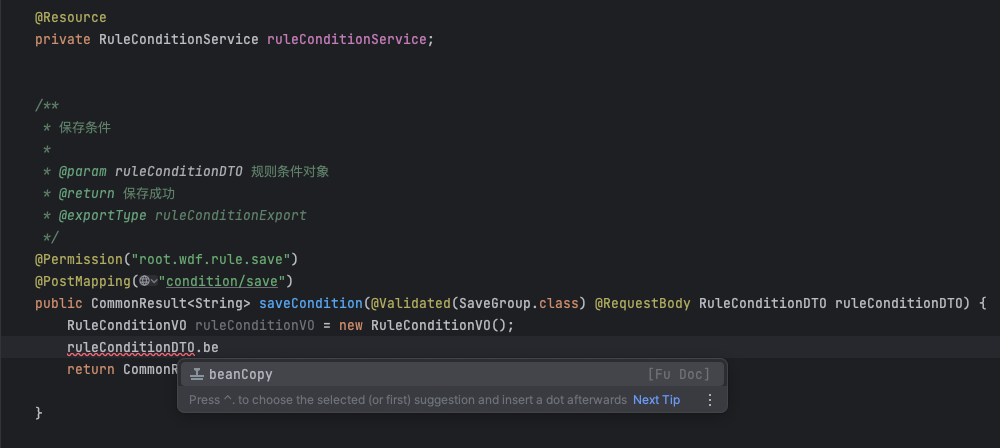 @Resource
private RuleConditionService ruleConditionService;
/**
* 保存条件
*
* @param ruleConditionDTO 规则条件对象
* @return 保存成功
* @exportType ruleConditionExport
*/
@Permission("root.wdf.rule.save")
@PostMapping("condition/save")
public CommonResult<String> saveCondition(@Validated(SaveGroup.class) @RequestBody RuleConditionDTO ruleConditionDTO) {
RuleConditionVO ruleConditionVO = new RuleConditionVO();
ruleConditionDTO.be
return CommonR
beanCopy [Fu Doc]
Press ^. to choose the selected (or first) suggestion and insert a dot afterwards Next Tip
}